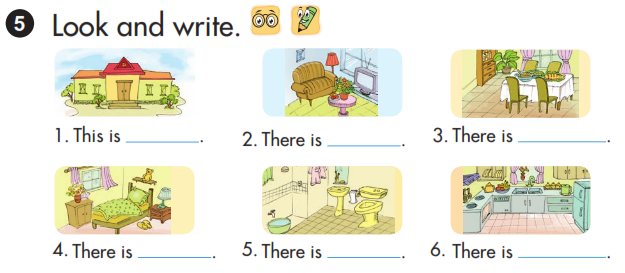 5 Look and write.
1. This is ________.
2. There is ________.
3. There is ________.
4. There is ________.
5. There is ________.
6. There is ________.